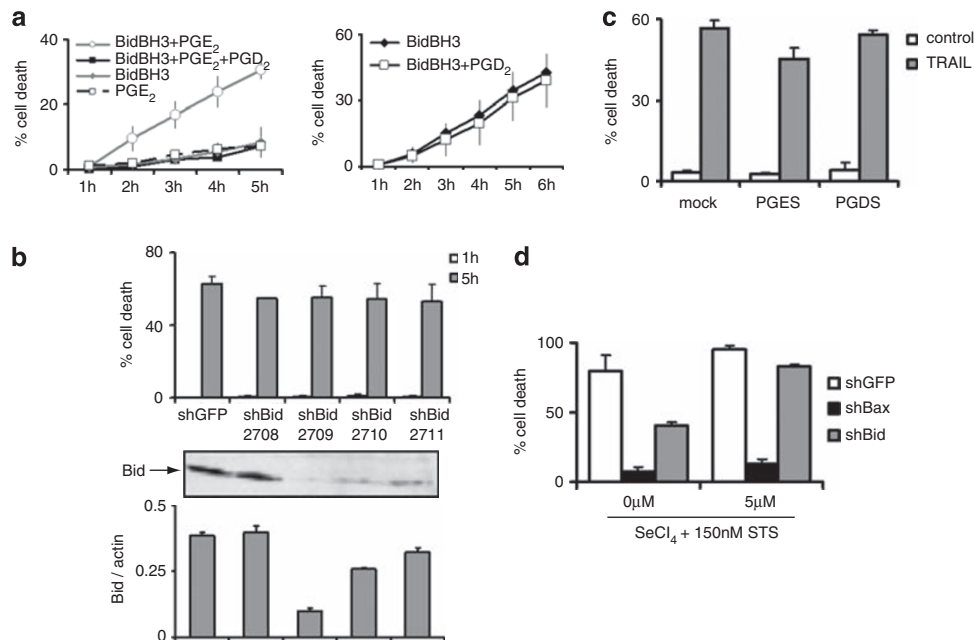 a
% cell death
40
20
0
BidBH3+PGE2
BidBH3+PGE2+PGD2
BidBH3
PGE2
1h 2h 3h 4h 5h
% cell death
60
30
0
BidBH3
BidBH3+PGD2
1h 2h 3h 4h 5h 6h
b
% cell death
80
40
0
1h
5h
shGFP shBid shBid shBid shBid
2708 2709 2710 2711
Bid
Bid / actin
0.5
0.25
0
c
% cell death
60
30
0
control
TRAIL
mock PGES PGDS
d
% cell death
100
50
0
shGFP
shBax
shBid
0μM 5μM
SeCl4 + 150nM STS